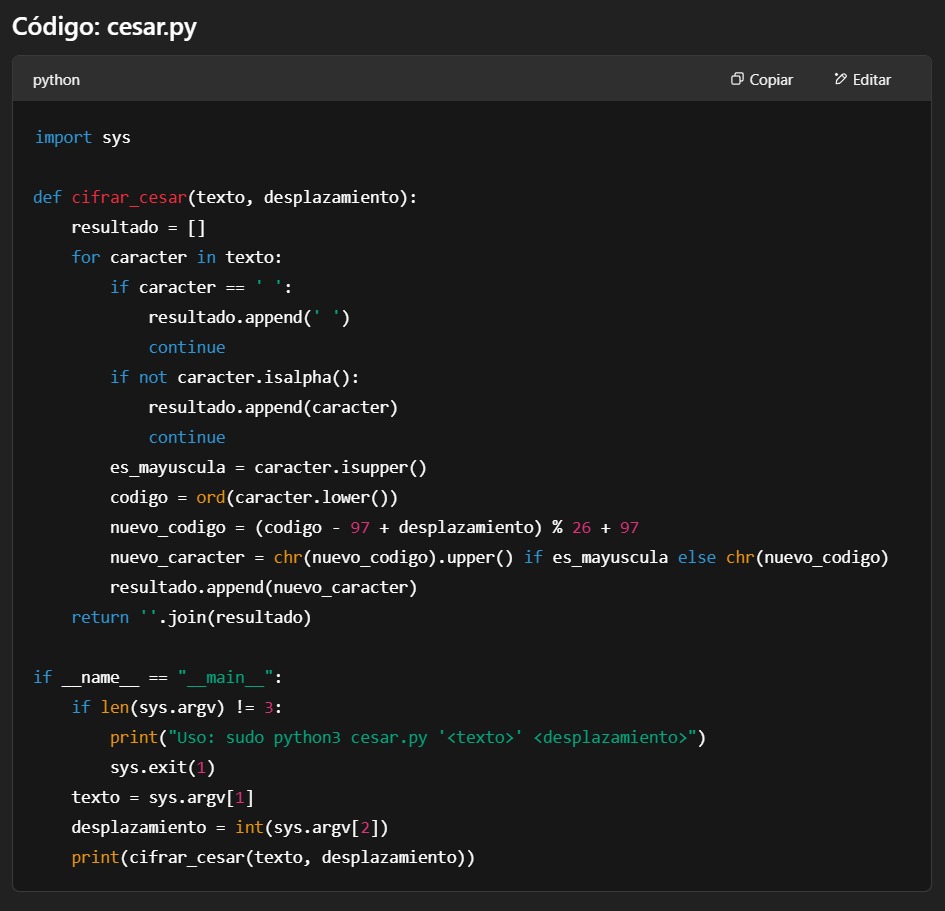 Código: cesar.py
python
Copiar
Editar
import sys
def cifrar_cesar(texto, desplazamiento):
    resultado = []
    for caracter in texto:
        if caracter == ' ':
            resultado.append(' ')
            continue
        if not caracter.isalpha():
            resultado.append(caracter)
            continue
        es_mayuscula = caracter.isupper()
        codigo = ord(caracter.lower())
        nuevo_codigo = (codigo - 97 + desplazamiento) % 26 + 97
        nuevo_caracter = chr(nuevo_codigo).upper() if es_mayuscula else chr(nuevo_codigo)
        resultado.append(nuevo_caracter)
    return ''.join(resultado)
if __name__ == "__main__":
    if len(sys.argv) != 3:
        print("Uso: sudo python3 cesar.py '<texto>' <desplazamiento>")
        sys.exit(1)
    texto = sys.argv[1]
    desplazamiento = int(sys.argv[2])
    print(cifrar_cesar(texto, desplazamiento))